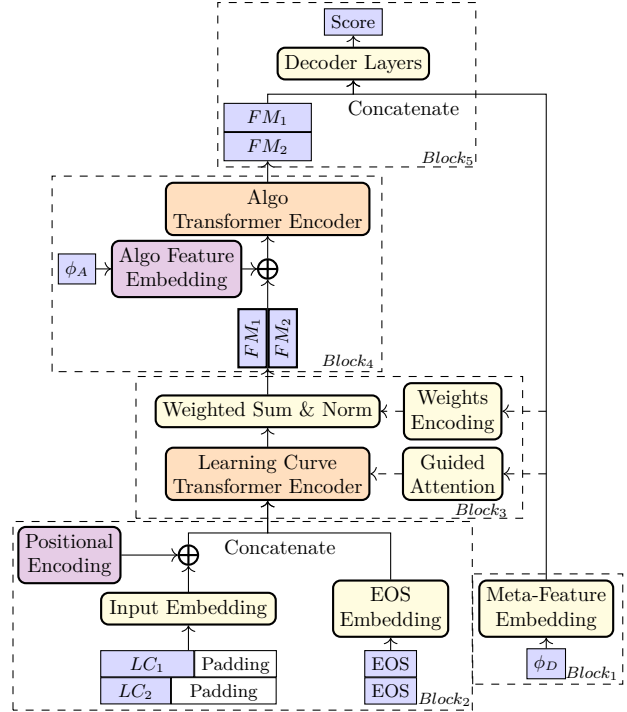 Score
Decoder Layers
Concatenate
FM₁
FM₂
Block₅
Algo
Transformer Encoder
ϕ_A
Algo Feature
Embedding
⊕
FM₁ FM₂
Block₄
Weighted Sum & Norm
Weights
Encoding
Learning Curve
Transformer Encoder
Guided
Attention
Block₃
Positional
Encoding
⊕
Concatenate
Input Embedding
EOS
Embedding
Meta-Feature
Embedding
LC₁ Padding
LC₂ Padding
EOS
EOS
Block₂
ϕ_D
Block₁